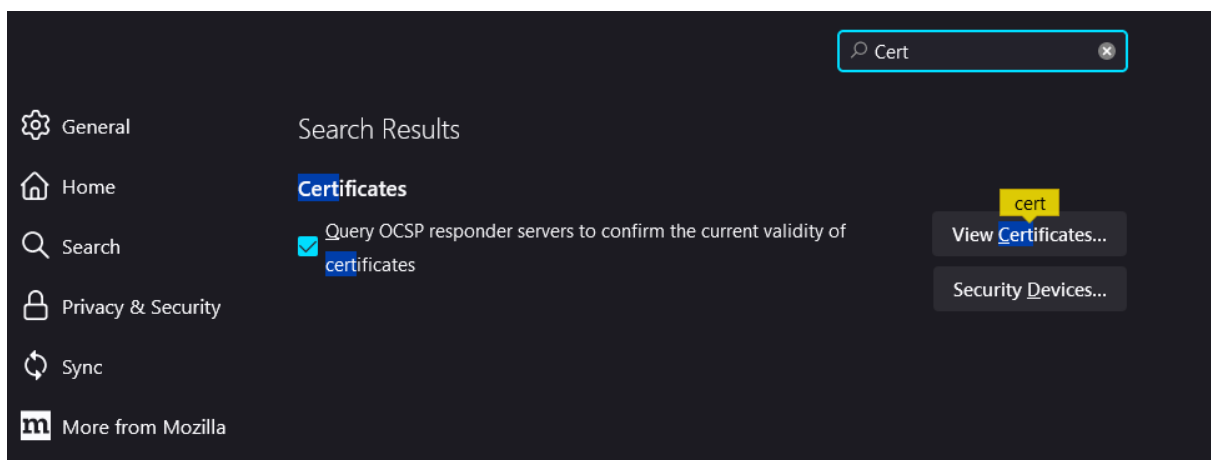 Cert
General
Home
Search
Privacy & Security
Sync
m More from Mozilla
Search Results
Certificates
Query OCSP responder servers to confirm the current validity of
certificates
cert
View Certificates...
Security Devices...